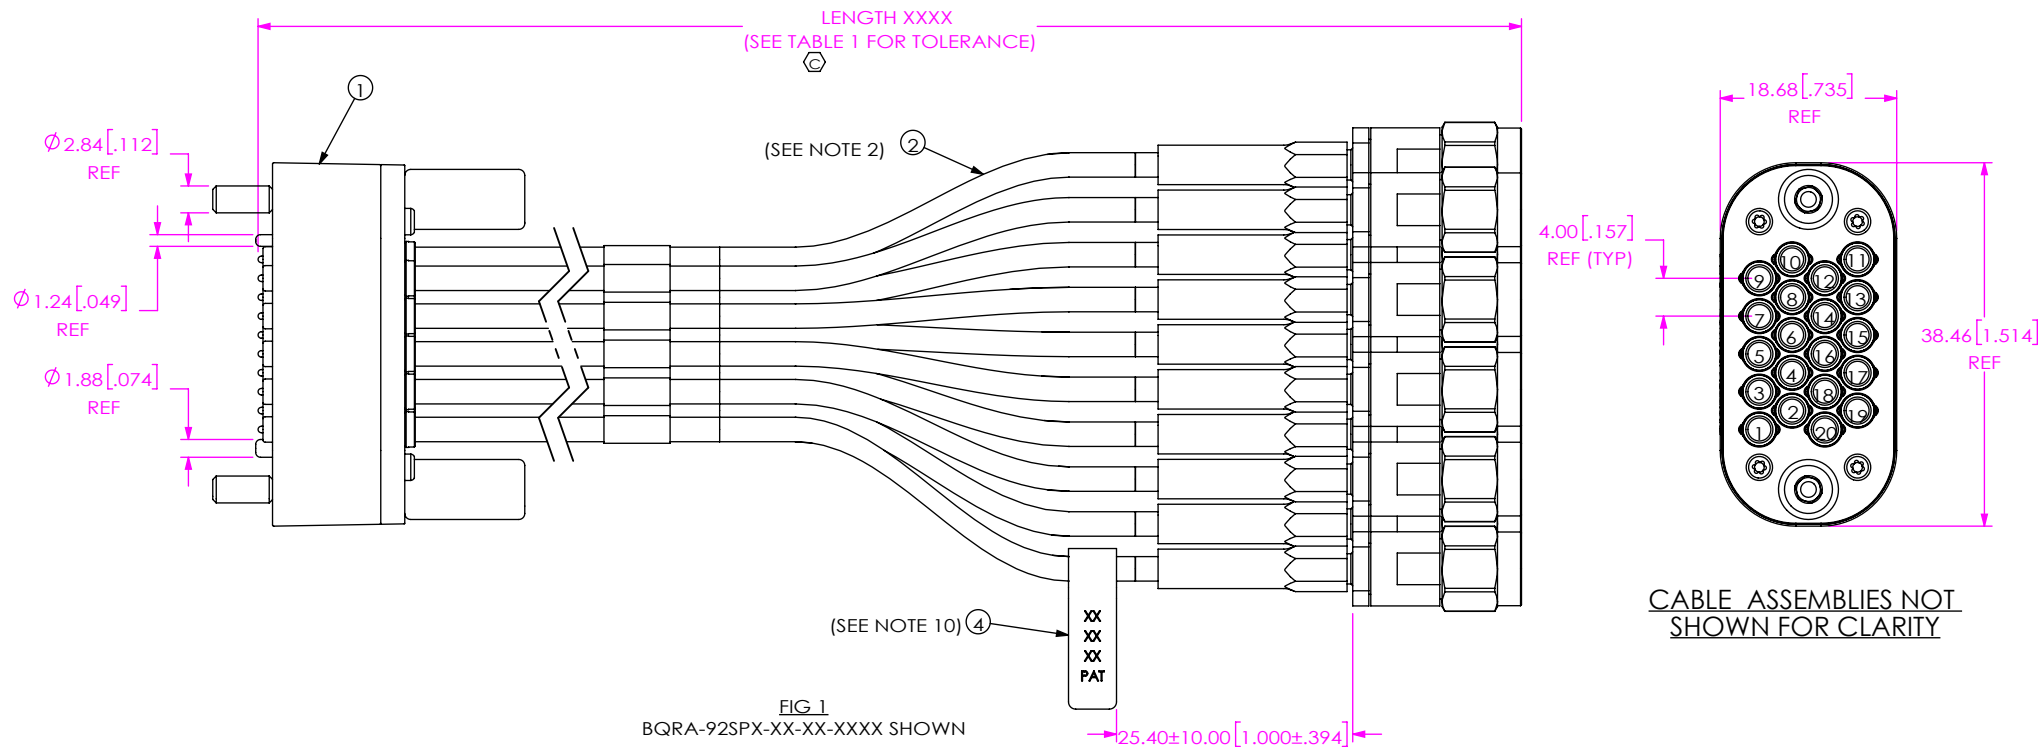 LENGTH XXXX
(SEE TABLE 1 FOR TOLERANCE)
C
1
Ø2.84[.112]
REF
Ø1.24[.049]
REF
Ø1.88[.074]
REF
(SEE NOTE 2) 2
(SEE NOTE 10) 4
XX
XX
XX
PAT
FIG 1
BQRA-92SPX-XX-XX-XXXX SHOWN
25.40±10.00[1.000±.394]
18.68[.735]
REF
4.00[.157]
REF (TYP)
38.46[1.514]
REF
10
11
9
12
8
13
7
14
6
15
5
16
4
17
3
18
2
19
1
20
CABLE ASSEMBLIES NOT
SHOWN FOR CLARITY